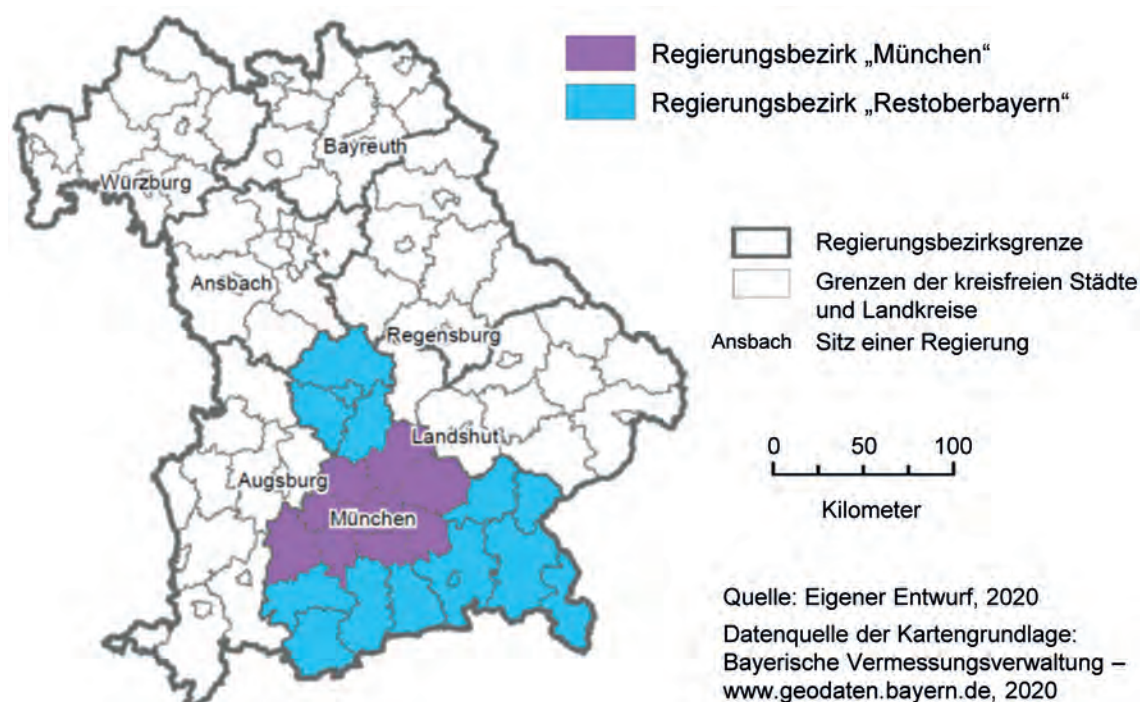 Regierungsbezirk „München“
Regierungsbezirk „Restoberbayern“
Bayreuth
Würzburg
Ansbach
Regensburg
Landshut
Augsburg
München
Regierungsbezirksgrenze
Grenzen der kreisfreien Städte
und Landkreise
Ansbach Sitz einer Regierung
0 50 100
Kilometer
Quelle: Eigener Entwurf, 2020
Datenquelle der Kartengrundlage:
Bayerische Vermessungsverwaltung –
www.geodaten.bayern.de, 2020